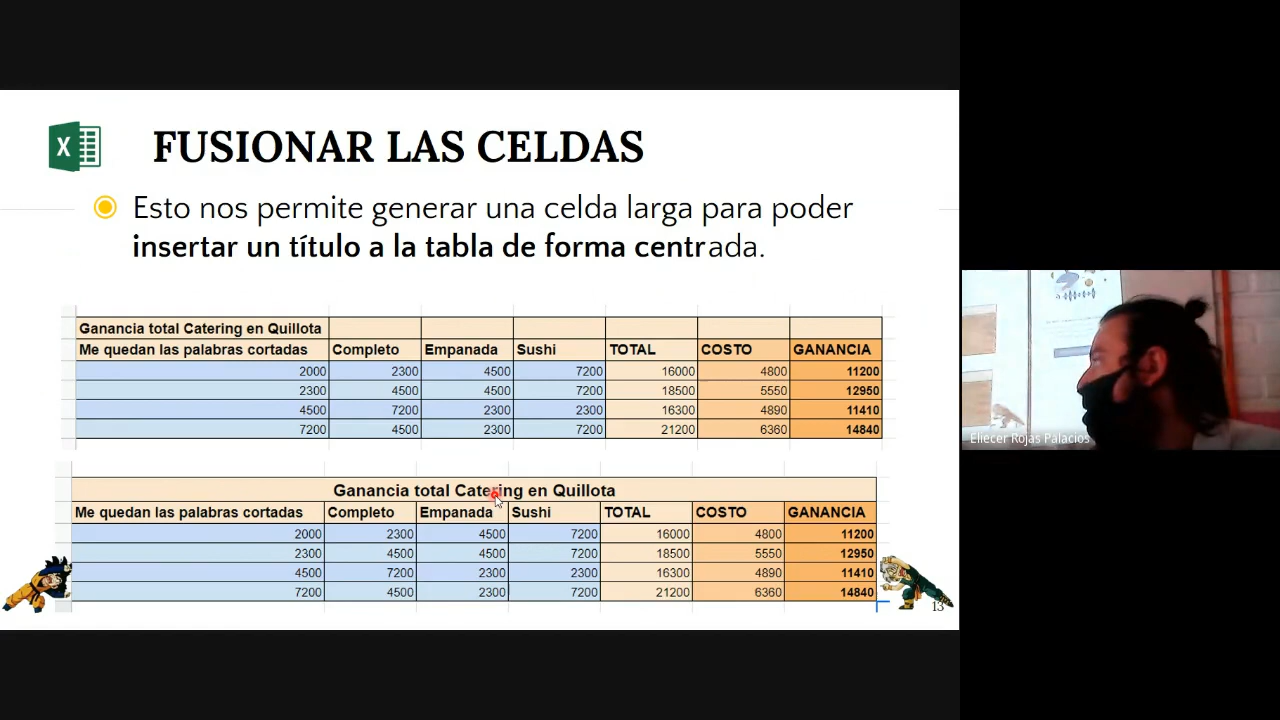 X
FUSIONAR LAS CELDAS
Esto nos permite generar una celda larga para poder
insertar un título a la tabla de forma centrada.
Ganancia total Catering en Quillota
Me quedan las palabras cortadas Completo Empanada Sushi TOTAL COSTO GANANCIA
2000 2300 4500 7200 16000 4800 11200
2300 4500 4500 7200 18500 5550 12950
4500 7200 2300 2300 16300 4890 11410
7200 4500 2300 7200 21200 6360 14840
Ganancia total Catering en Quillota
Me quedan las palabras cortadas Completo Empanada Sushi TOTAL COSTO GANANCIA
2000 2300 4500 7200 16000 4800 11200
2300 4500 4500 7200 18500 5550 12950
4500 7200 2300 2300 16300 4890 11410
7200 4500 2300 7200 21200 6360 14840
13
Eliecer Rojas Palacios